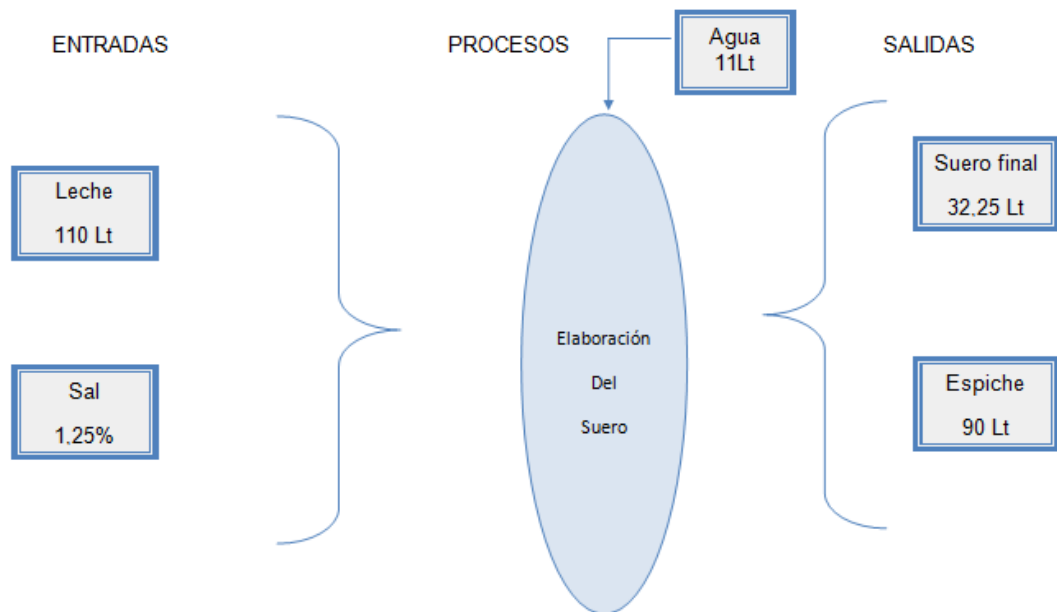 ENTRADAS
PROCESOS
Agua
11Lt
SALIDAS
Leche
110 Lt
Suero final
32,25 Lt
Elaboración
Del
Suero
Sal
1,25%
Espiche
90 Lt